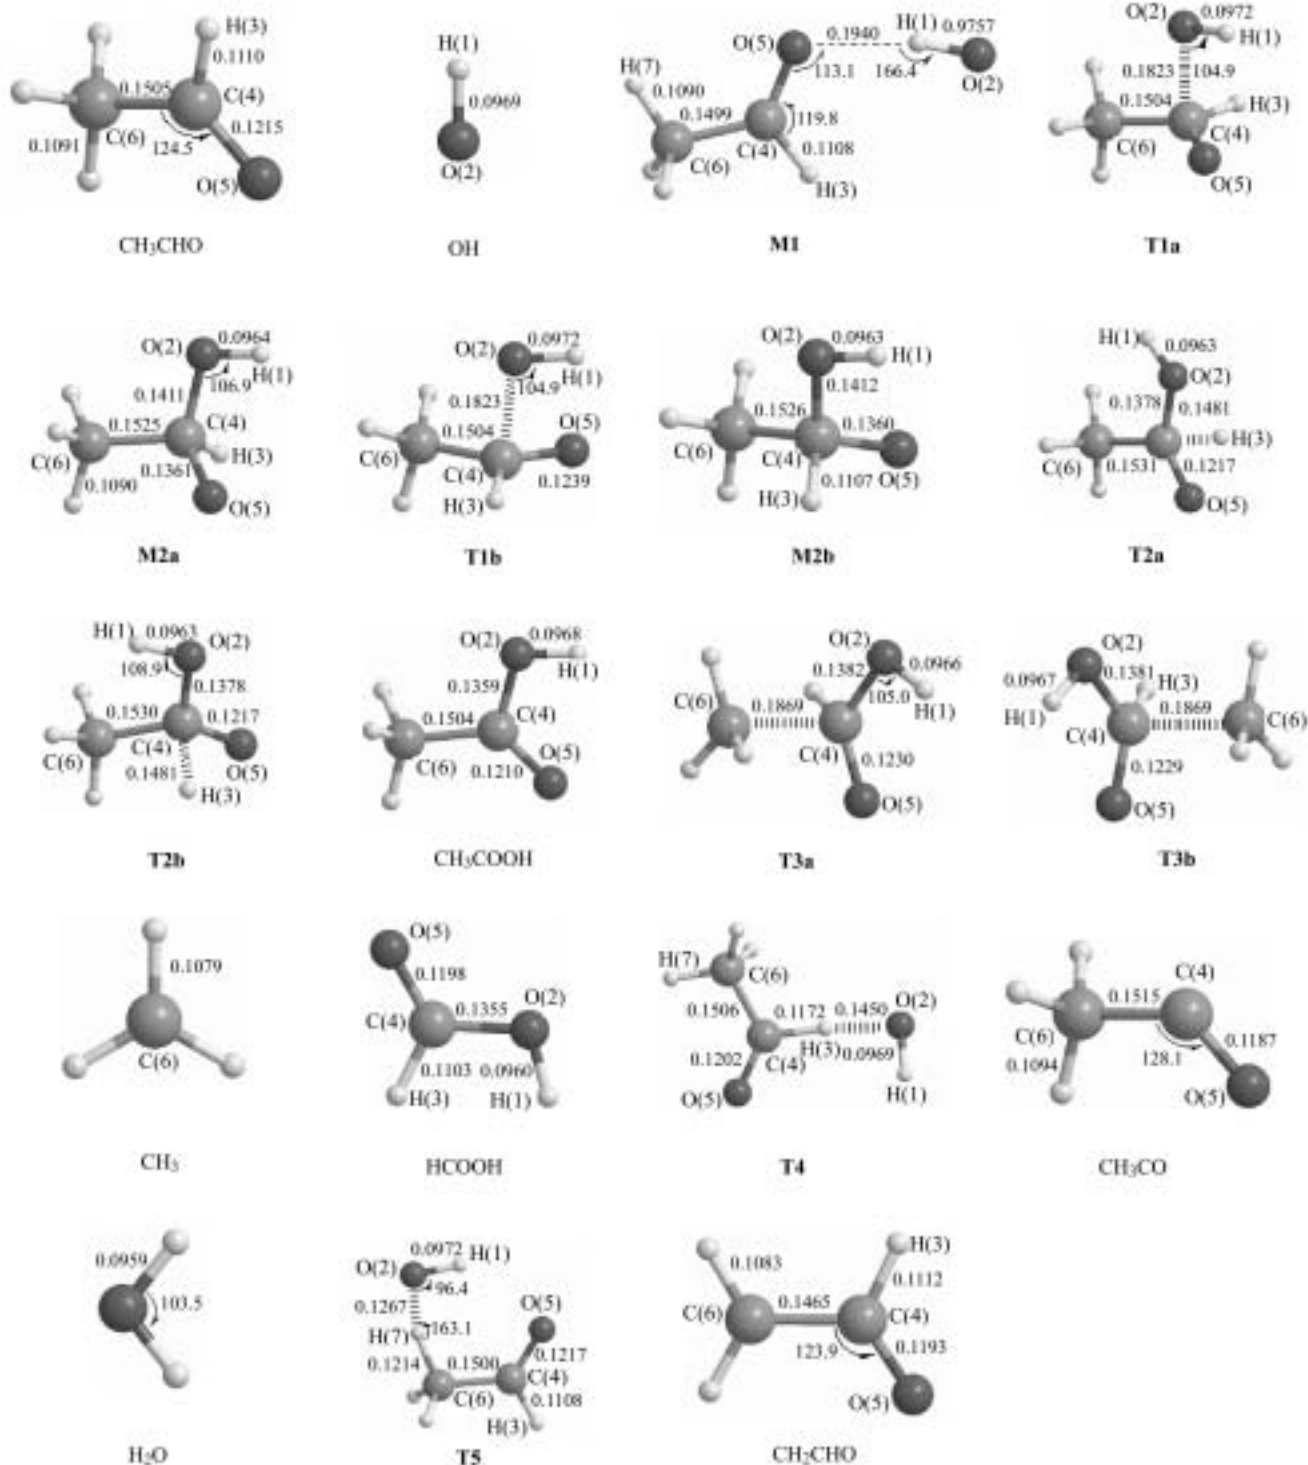 H(3)
0.1110
0.1505
C(4)
C(6)
0.1215
0.1091
124.5
O(5)
CH₃CHO
H(1)
0.0969
O(2)
OH
H(1) 0.9757
O(5)
0.1940
113.1
166.4
O(2)
H(7)
0.1090
0.1499
119.8
C(4)
0.1108
C(6)
H(3)
M1
O(2) 0.0972
H(1)
0.1823
104.9
0.1504
H(3)
C(4)
C(6)
O(5)
T1a
O(2) 0.0964
H(1)
106.9
0.1411
0.1525
C(4)
C(6)
H(3)
0.1361
0.1090
O(5)
M2a
O(2) 0.0972
H(1)
104.9
0.1823
O(5)
0.1504
C(6)
C(4)
0.1239
H(3)
T1b
O(2) 0.0963
H(1)
0.1412
0.1526
0.1360
C(6)
C(4)
O(5)
0.1107
H(3)
M2b
H(1)
0.0963
O(2)
0.1378
0.1481
H(3)
C(6)
0.1531
0.1217
O(5)
T2a
H(1) 0.0963
O(2)
108.9
0.1378
0.1530
0.1217
C(4)
C(6)
O(5)
0.1481
H(3)
T2b
O(2) 0.0968
H(1)
0.1359
0.1504
C(4)
C(6)
O(5)
0.1210
CH₃COOH
O(2)
0.1382
0.0966
105.0
H(1)
C(6)
0.1869
C(4)
0.1230
O(5)
T3a
O(2)
0.0967
0.1381
H(3)
H(1)
0.1869
C(6)
C(4)
0.1229
O(5)
T3b
0.1079
C(6)
CH₃
O(5)
0.1198
O(2)
0.1355
C(4)
0.1103
0.0960
H(3)
H(1)
HCOOH
H(7)
C(6)
0.1506
0.1172
0.1450
O(2)
H(3)
0.1202
C(4)
0.0969
O(5)
H(1)
T4
C(4)
0.1515
C(6)
0.1187
0.1094
128.1
O(5)
CH₃CO
0.0959
103.5
H₂O
0.0972
H(1)
O(2)
96.4
0.1267
O(5)
H(7)
163.1
0.1214
0.1500
0.1217
C(4)
C(6)
0.1108
H(3)
T5
H(3)
0.1083
0.1112
0.1465
C(6)
C(4)
123.9
0.1193
O(5)
CH₂CHO